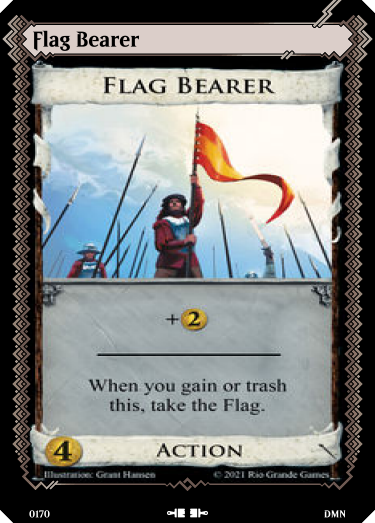 Flag Bearer
FLAG BEARER
+2
When you gain or trash
this, take the Flag.
4
ACTION
Illustration: Grant Hansen
© 2021 Rio Grande Games
0170
DMN